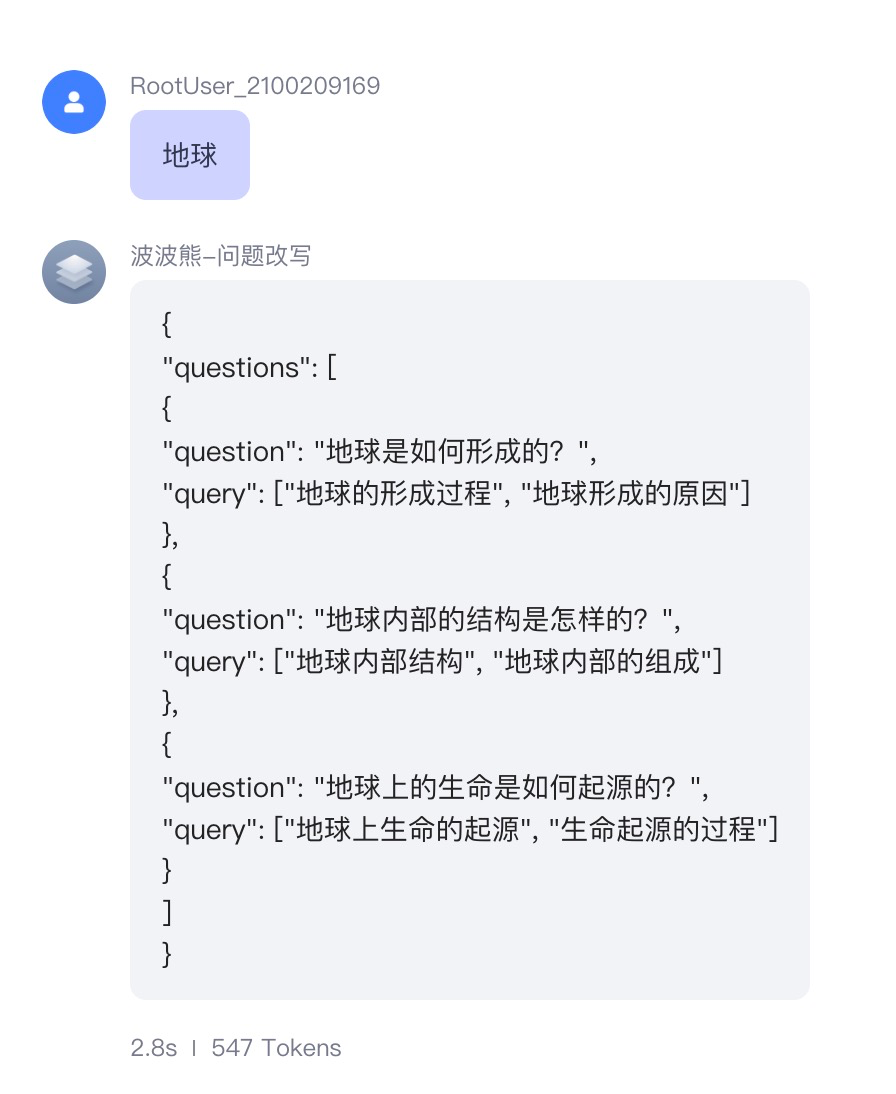 RootUser_2100209169
地球
波波熊-问题改写
{
"questions": [
{
"question": "地球是如何形成的？",
"query": ["地球的形成过程", "地球形成的原因"]
},
{
"question": "地球内部的结构是怎样的？",
"query": ["地球内部结构", "地球内部的组成"]
},
{
"question": "地球上的生命是如何起源的？",
"query": ["地球上生命的起源", "生命起源的过程"]
}
]
}
2.8s | 547 Tokens